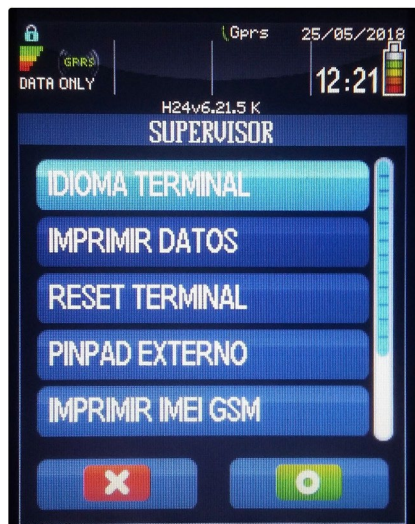 Gprs 25/05/2018
GPRS
DATA ONLY 12:21
H24v6.21.5 K
SUPERVISOR
IDIOMA TERMINAL
IMPRIMIR DATOS
RESET TERMINAL
PINPAD EXTERNO
IMPRIMIR IMEI GSM